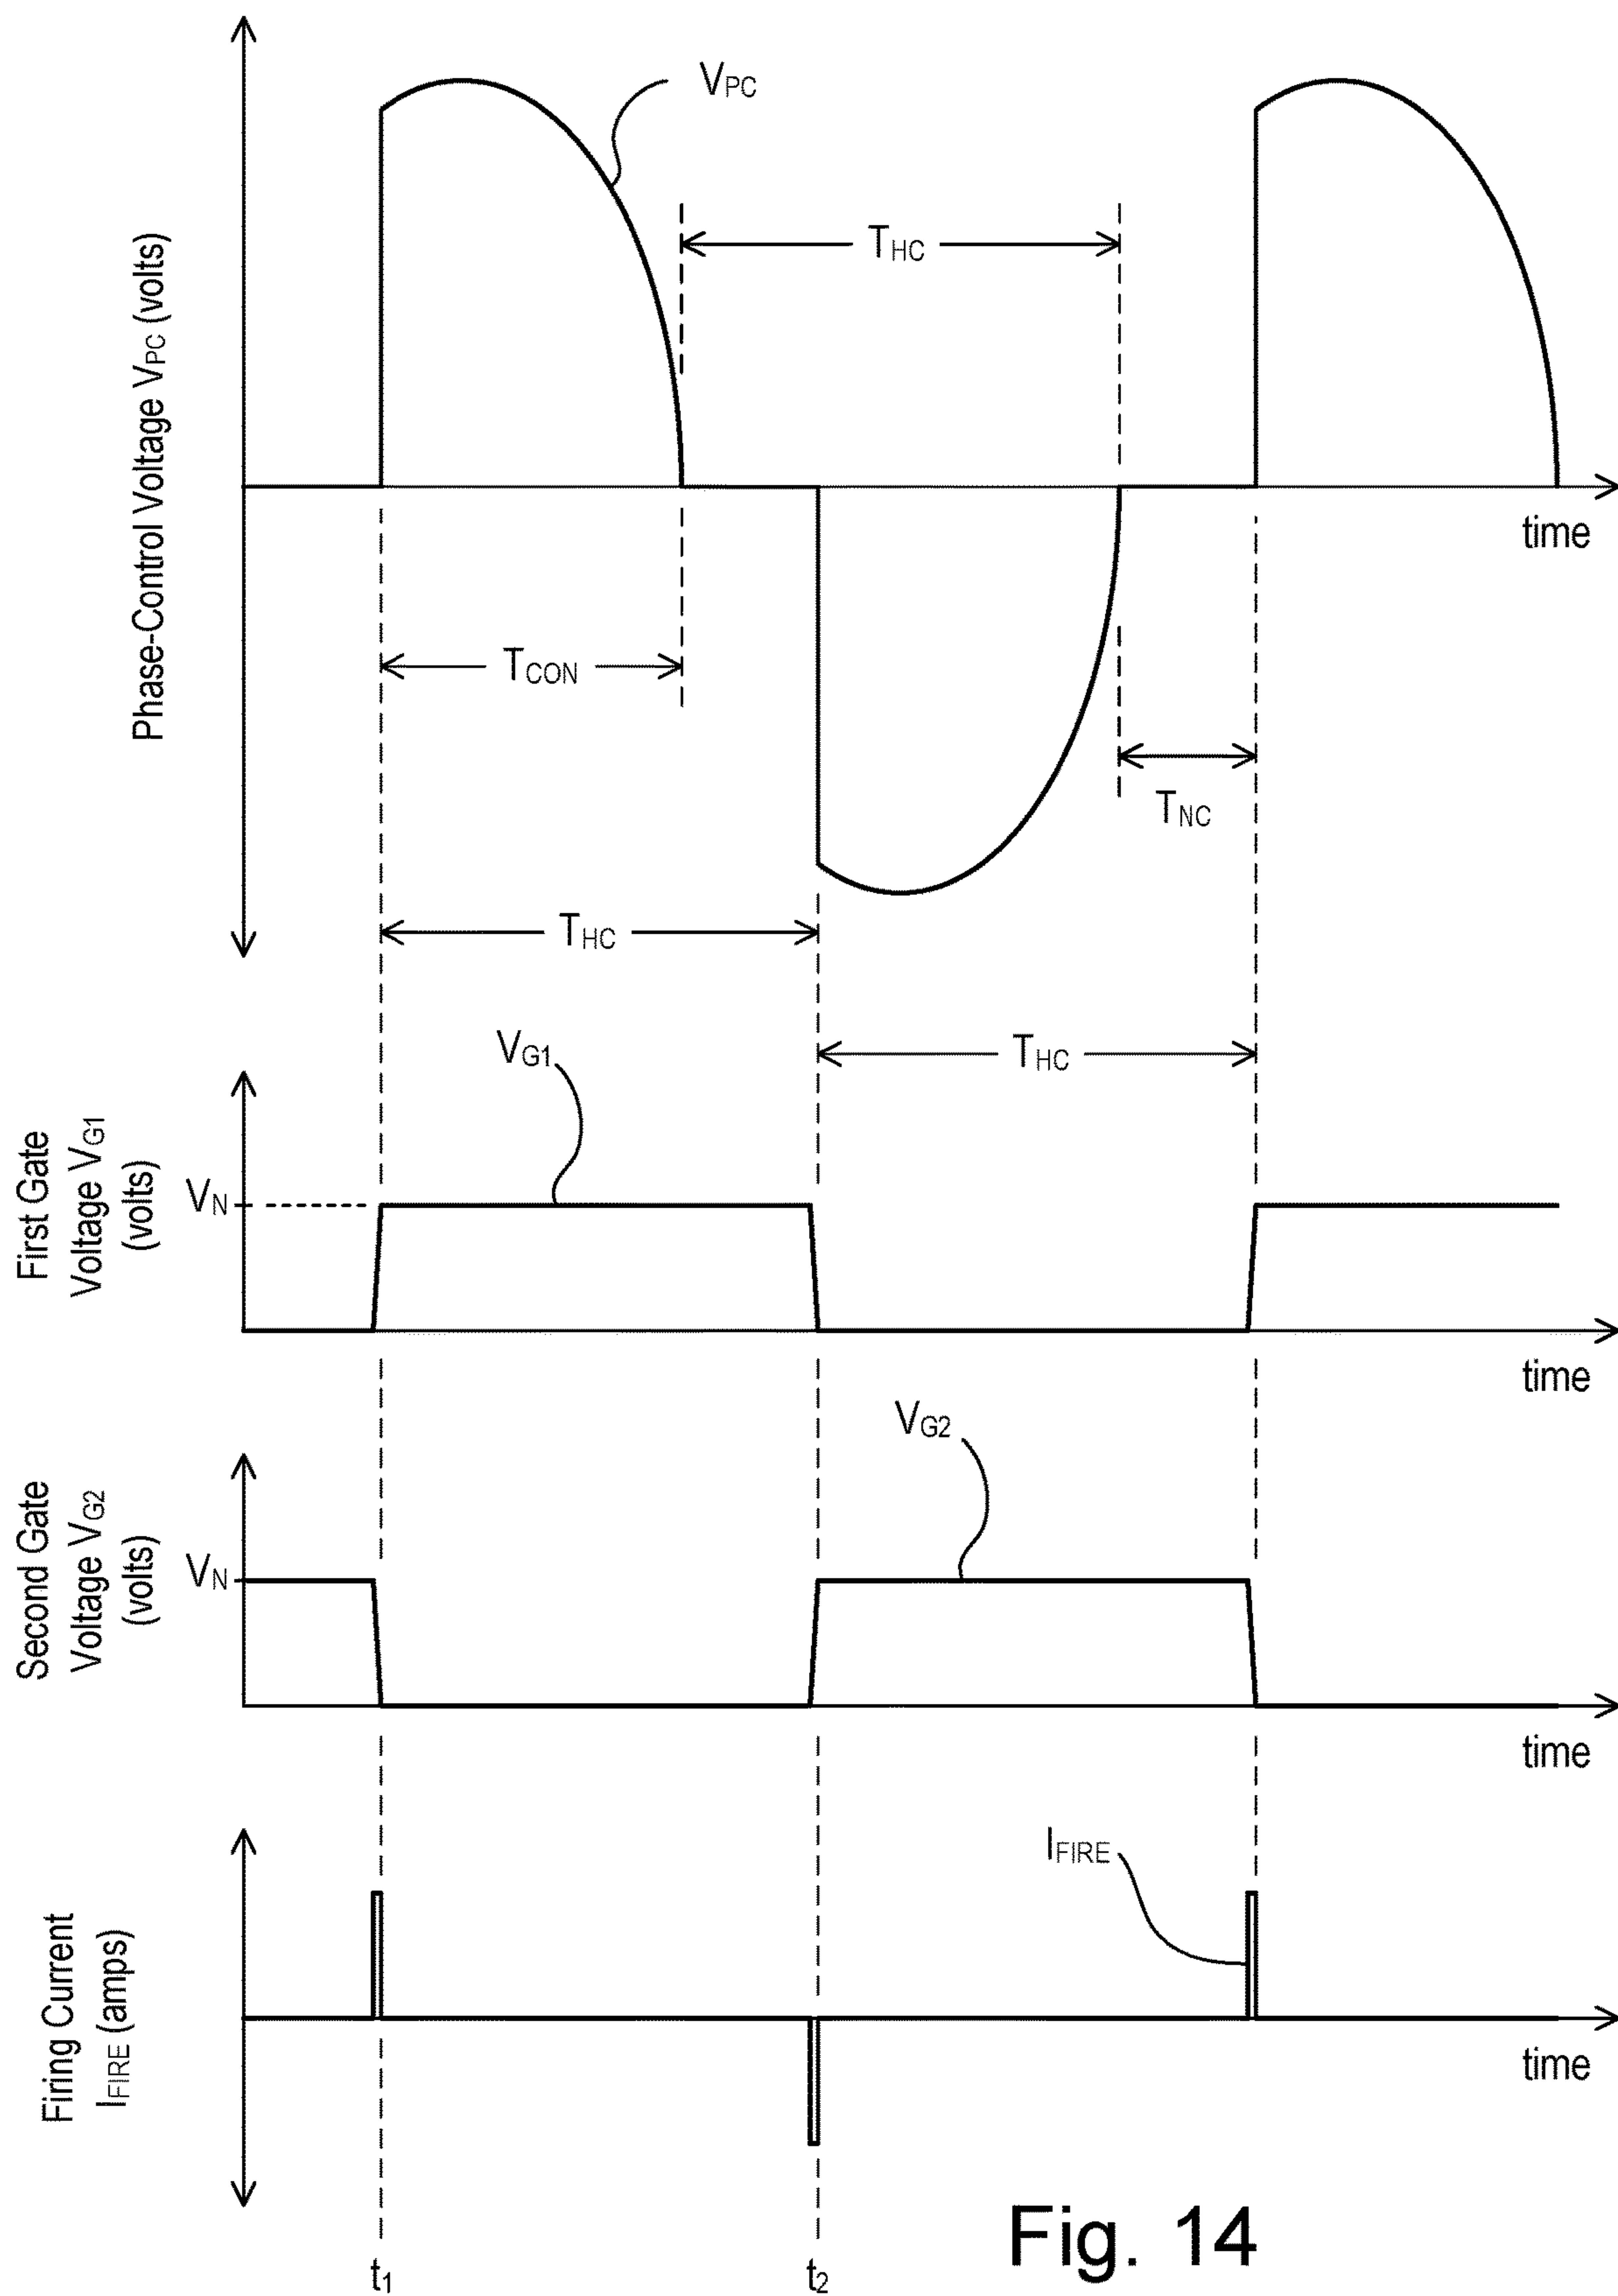 Phase-Control Voltage VPC (volts)
VPC
THC
time
TCON
TNC
THC
THC
First Gate
Voltage VG1
(volts)
VG1
VN
time
Second Gate
Voltage VG2
(volts)
VG2
VN
time
Firing Current
IFIRE (amps)
IFIRE
time
t1
t2
Fig. 14